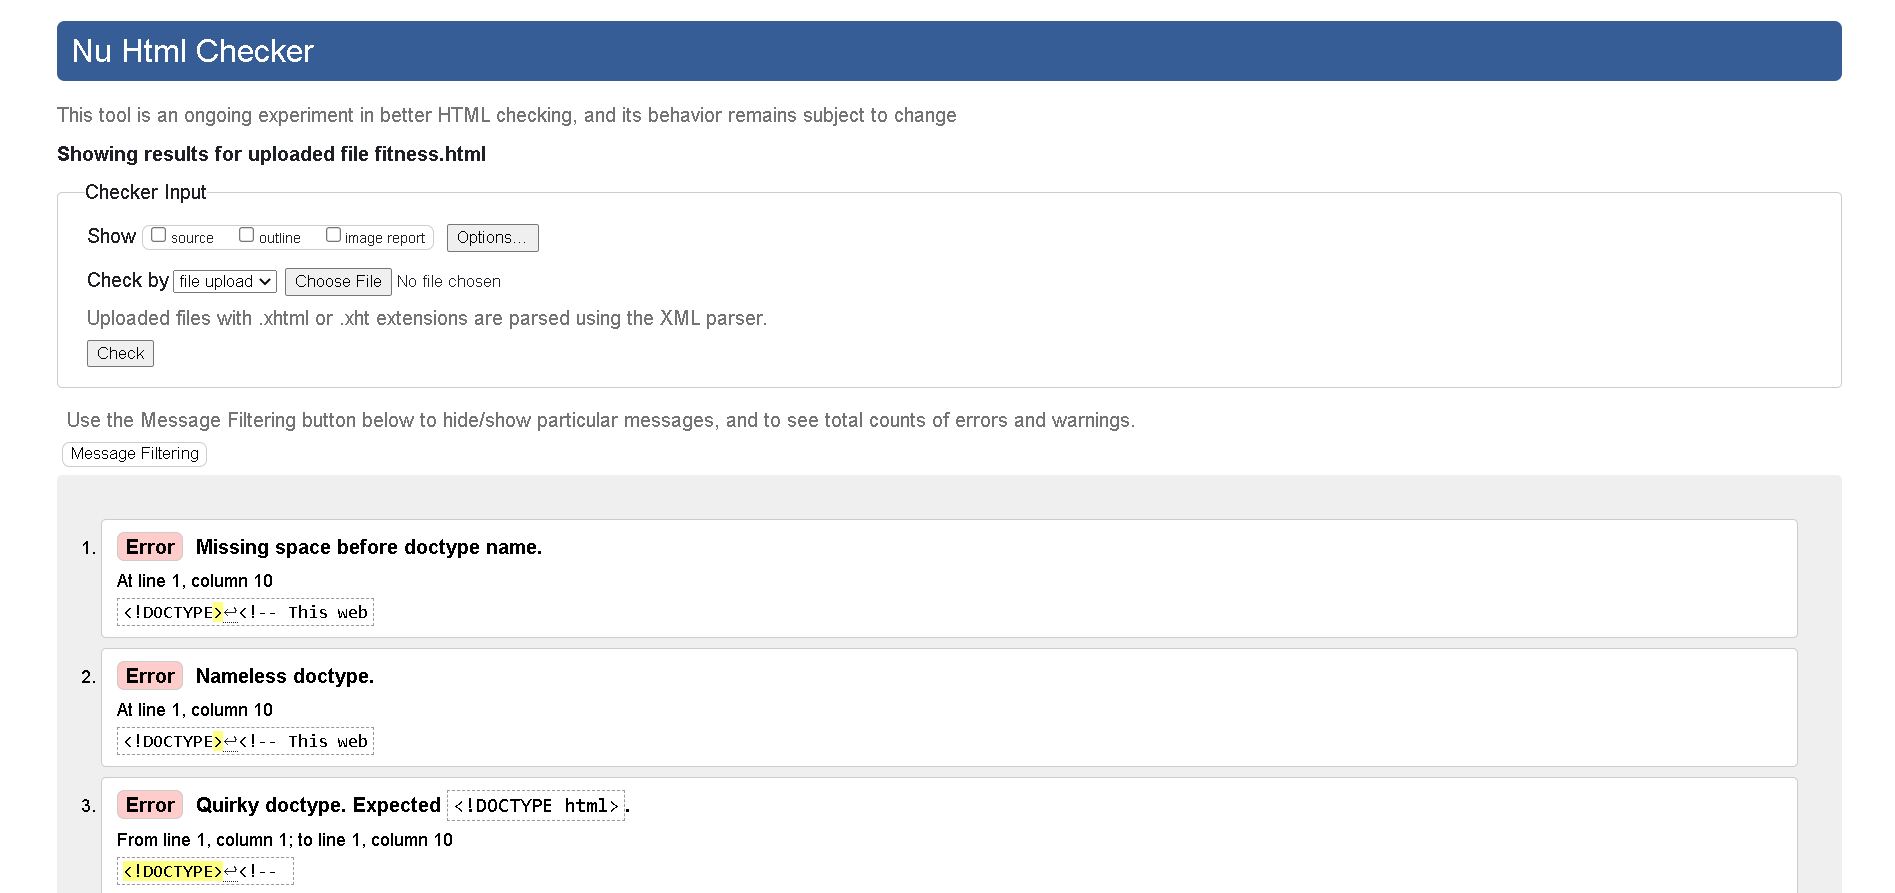 Nu Html Checker
This tool is an ongoing experiment in better HTML checking, and its behavior remains subject to change
Showing results for uploaded file fitness.html
Checker Input
Show source outline image report Options...
Check by file upload Choose File No file chosen
Uploaded files with .xhtml or .xht extensions are parsed using the XML parser.
Check
Use the Message Filtering button below to hide/show particular messages, and to see total counts of errors and warnings.
Message Filtering
1. Error Missing space before doctype name.
At line 1, column 10
<!DOCTYPE>↩<!-- This web
2. Error Nameless doctype.
At line 1, column 10
<!DOCTYPE>↩<!-- This web
3. Error Quirky doctype. Expected <!DOCTYPE html>.
From line 1, column 1; to line 1, column 10
<!DOCTYPE>↩<!--